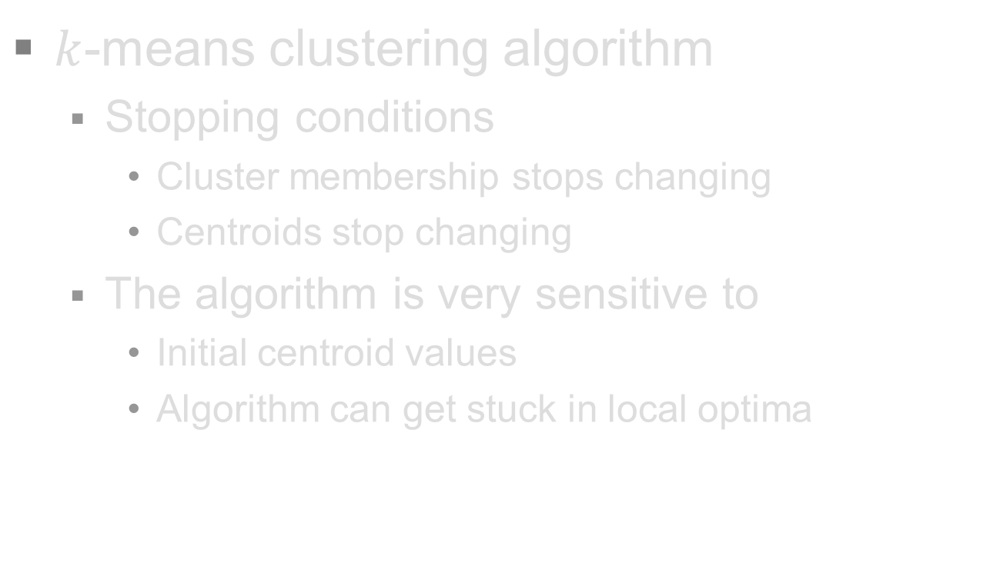 ▪ k-means clustering algorithm
▪ Stopping conditions
• Cluster membership stops changing
• Centroids stop changing
▪ The algorithm is very sensitive to
• Initial centroid values
• Algorithm can get stuck in local optima